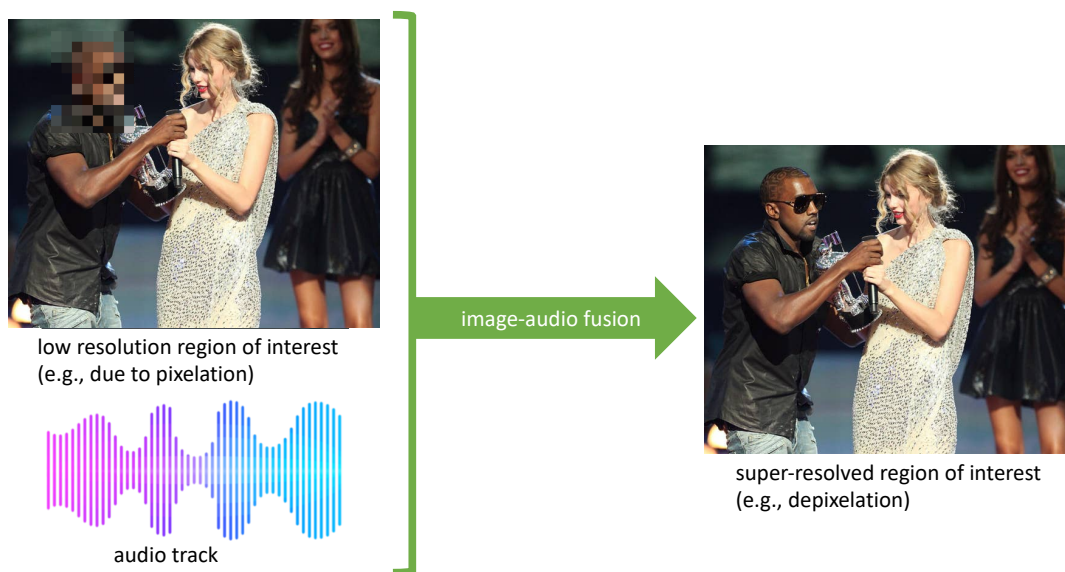 low resolution region of interest
(e.g., due to pixelation)
audio track
image-audio fusion
super-resolved region of interest
(e.g., depixelation)